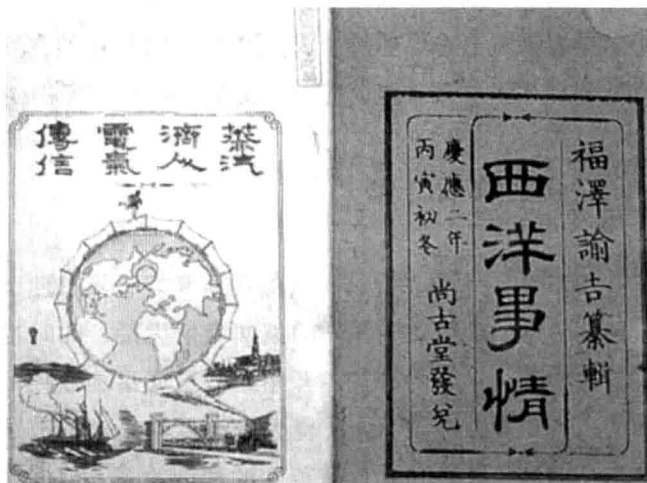 福澤諭吉纂輯
西洋事情
慶應二年
丙寅初冬
尚古堂發兌
蒸汽
濟人
電氣
傳信